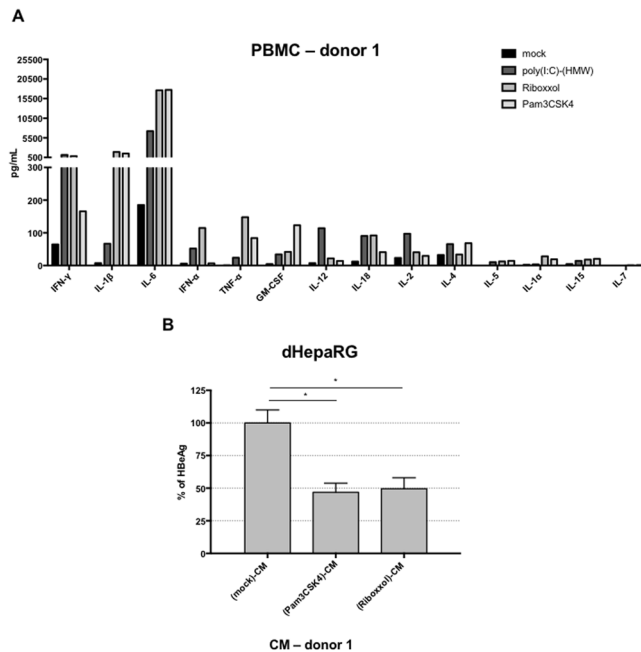 A
PBMC – donor 1
mock
poly(I:C)-(HMW)
Riboxxol
Pam3CSK4
pg/mL
25500
20500
15500
10500
5500
500
300
200
100
0
IFN-γ
IL-1β
IL-6
IFN-α
TNF-α
GM-CSF
IL-12
IL-18
IL-2
IL-4
IL-5
IL-1α
IL-15
IL-7
B
dHepaRG
% of HBeAg
125
100
75
50
25
0
*
*
(mock)-CM
(Pam3CSK4)-CM
(Riboxxol)-CM
CM – donor 1